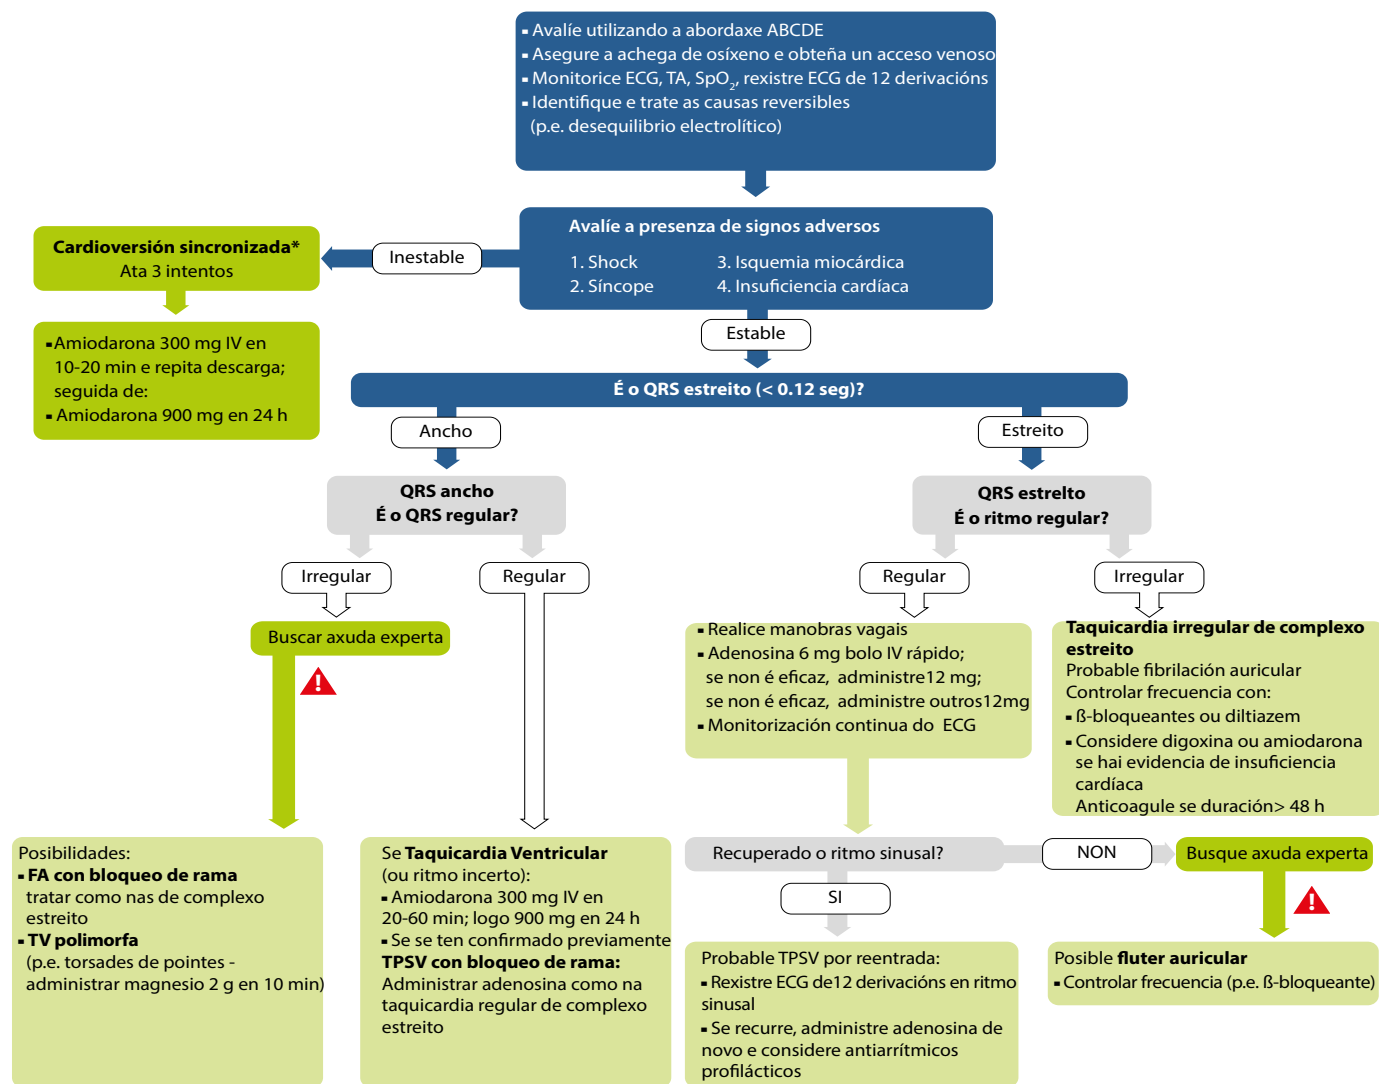 ▪ Avalíe utilizando a abordaxe ABCDE
▪ Asegure a achega de osíxeno e obteña un acceso venoso
▪ Monitorice ECG, TA, SpO₂, rexistre ECG de 12 derivacións
▪ Identifique e trate as causas reversibles
(p.e. desequilibrio electrolítico)
Avalíe a presenza de signos adversos
1. Shock
2. Síncope
3. Isquemia miocárdica
4. Insuficiencia cardíaca
Inestable
Cardioversión sincronizada*
Ata 3 intentos
▪ Amiodarona 300 mg IV en
10-20 min e repita descarga;
seguida de:
▪ Amiodarona 900 mg en 24 h
Estable
É o QRS estreito (< 0.12 seg)?
Ancho
Estreito
QRS ancho
É o QRS regular?
QRS estrelto
É o ritmo regular?
Irregular
Regular
Regular
Irregular
Buscar axuda experta
!
▪ Realice manobras vagais
▪ Adenosina 6 mg bolo IV rápido;
se non é eficaz, administre12 mg;
se non é eficaz, administre outros12mg
▪ Monitorización continua do ECG
Taquicardia irregular de complexo
estreito
Probable fibrilación auricular
Controlar frecuencia con:
▪ ß-bloqueantes ou diltiazem
▪ Considere digoxina ou amiodarona
se hai evidencia de insuficiencia
cardíaca
Anticoagule se duración> 48 h
Posibilidades:
▪ FA con bloqueo de rama
tratar como nas de complexo
estreito
▪ TV polimorfa
(p.e. torsades de pointes -
administrar magnesio 2 g en 10 min)
Se Taquicardia Ventricular
(ou ritmo incerto):
▪ Amiodarona 300 mg IV en
20-60 min; logo 900 mg en 24 h
▪ Se se ten confirmado previamente
TPSV con bloqueo de rama:
Administrar adenosina como na
taquicardia regular de complexo
estreito
Recuperado o ritmo sinusal?
NON
Busque axuda experta
!
SI
Probable TPSV por reentrada:
▪ Rexistre ECG de12 derivacións en ritmo
sinusal
▪ Se recurre, administre adenosina de
novo e considere antiarrítmicos
profilácticos
Posible fluter auricular
▪ Controlar frecuencia (p.e. ß-bloqueante)